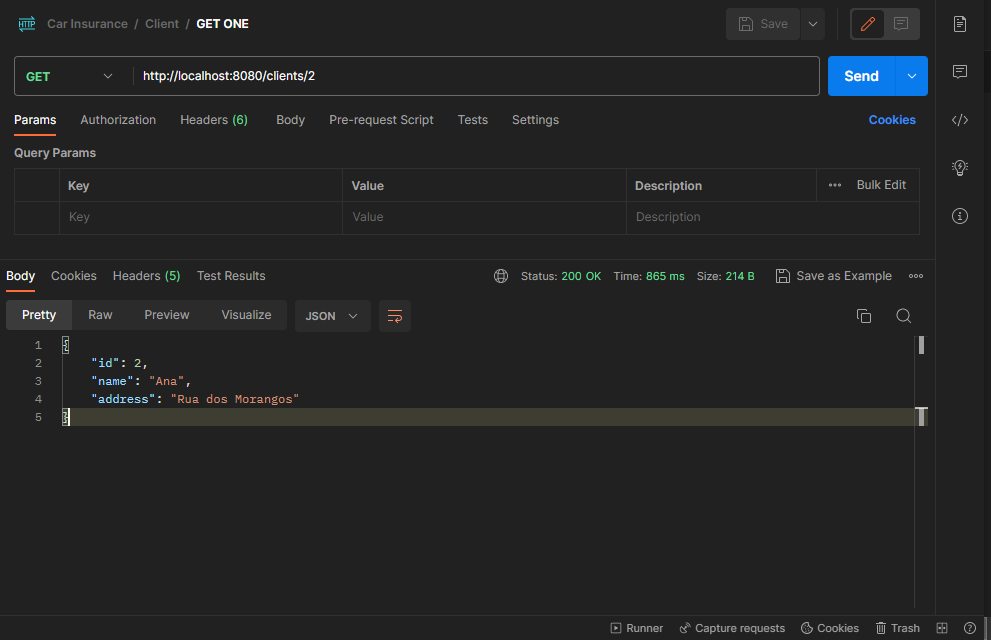 HTTP Car Insurance / Client / GET ONE Save
GET http://localhost:8080/clients/2 Send
Params Authorization Headers (6) Body Pre-request Script Tests Settings Cookies
Query Params
Key Value Description Bulk Edit
Key Value Description
Body Cookies Headers (5) Test Results Status: 200 OK Time: 865 ms Size: 214 B Save as Example
Pretty Raw Preview Visualize JSON
1 {
2 "id": 2,
3 "name": "Ana",
4 "address": "Rua dos Morangos"
5 }
Runner Capture requests Cookies Trash